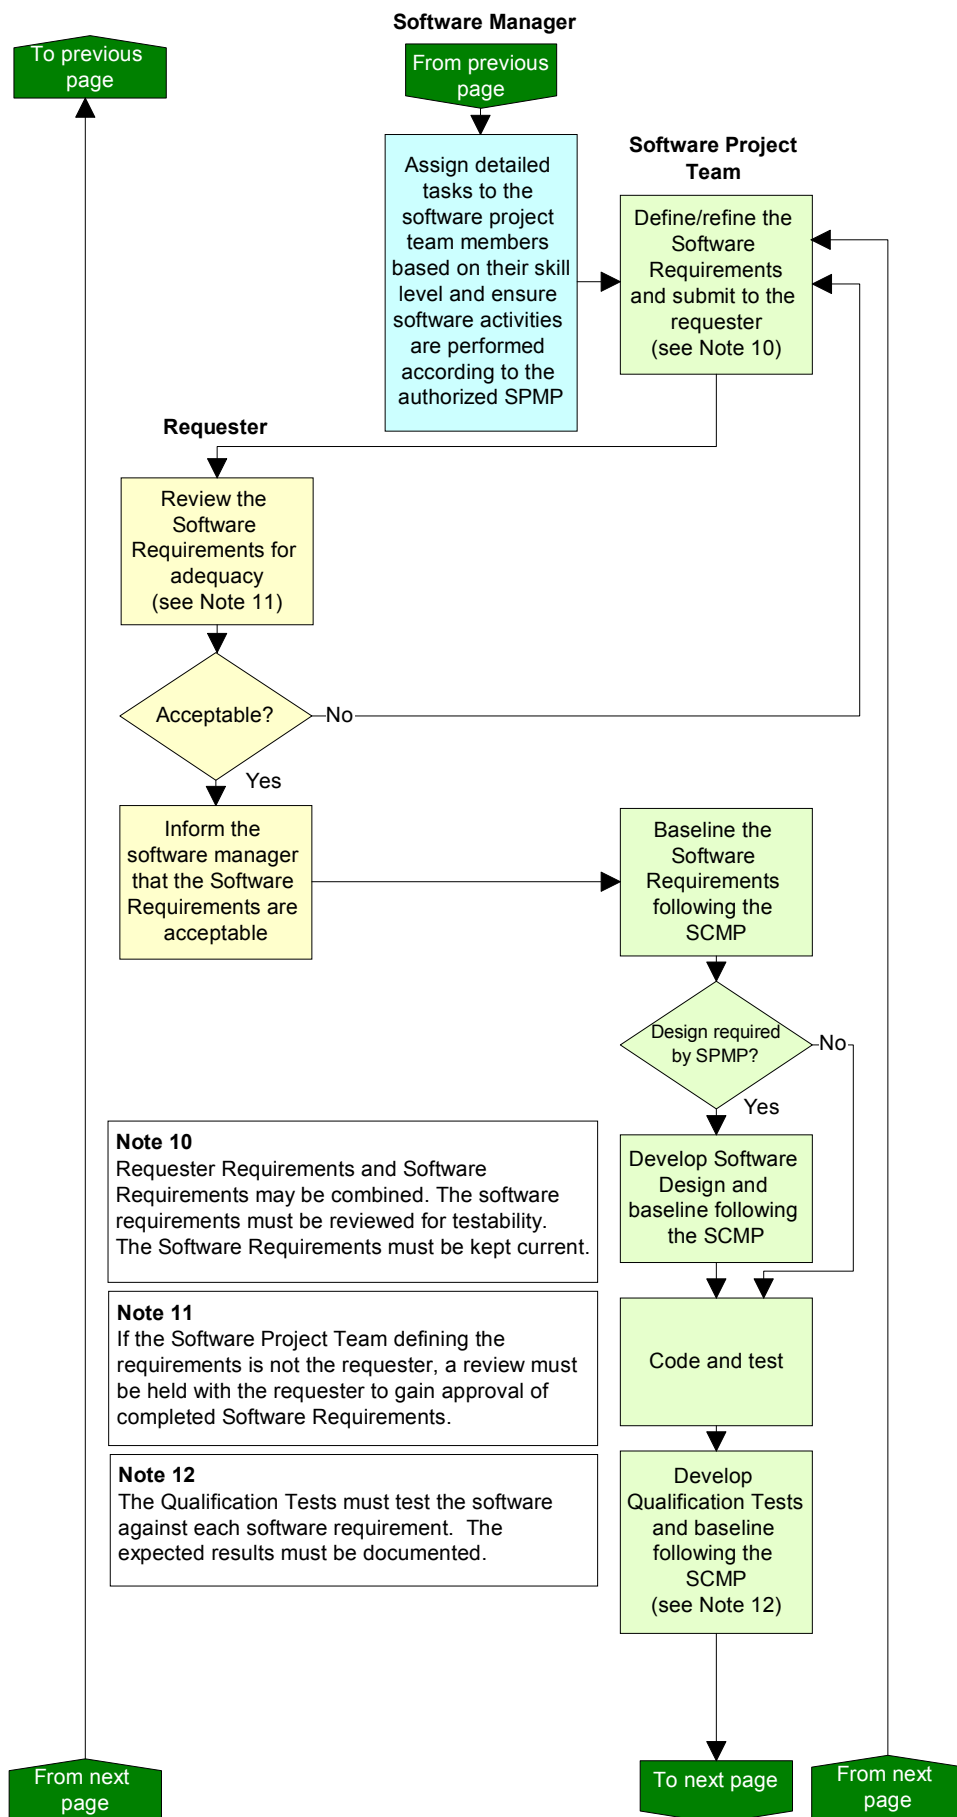 Software Manager
To previous
page
From previous
page
Software Project
Team
Assign detailed
tasks to the
software project
team members
based on their skill
level and ensure
software activities
are performed
according to the
authorized SPMP
Define/refine the
Software
Requirements
and submit to the
requester
(see Note 10)
Requester
Review the
Software
Requirements for
adequacy
(see Note 11)
Acceptable?
No
Yes
Inform the
software manager
that the Software
Requirements are
acceptable
Baseline the
Software
Requirements
following the
SCMP
Design required
by SPMP?
No
Yes
Develop Software
Design and
baseline following
the SCMP
Note 10
Requester Requirements and Software
Requirements may be combined. The software
requirements must be reviewed for testability.
The Software Requirements must be kept current.
Note 11
If the Software Project Team defining the
requirements is not the requester, a review must
be held with the requester to gain approval of
completed Software Requirements.
Code and test
Note 12
The Qualification Tests must test the software
against each software requirement.  The
expected results must be documented.
Develop
Qualification Tests
and baseline
following the
SCMP
(see Note 12)
From next
page
To next page
From next
page